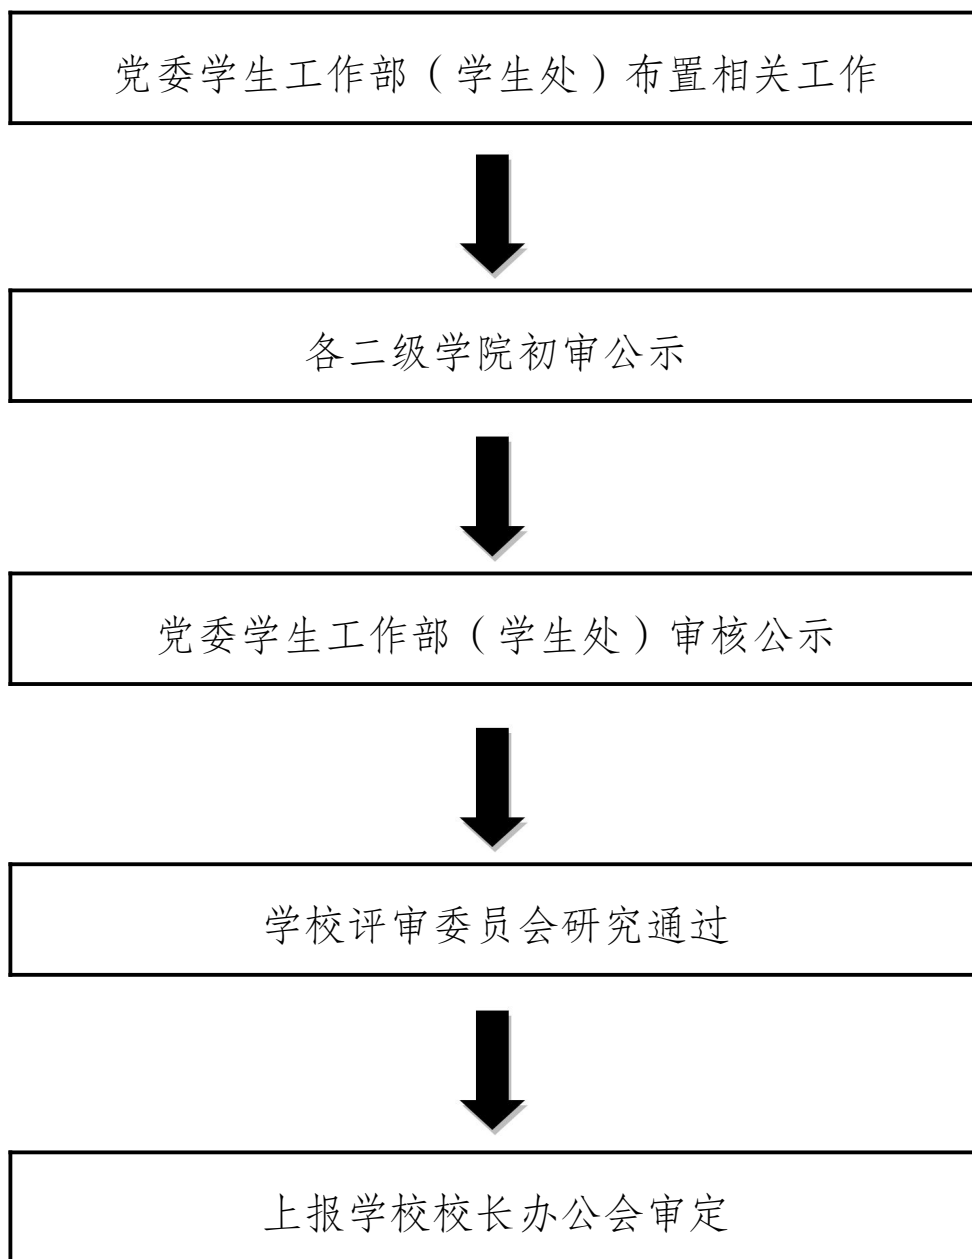 党委学生工作部（学生处）布置相关工作
各二级学院初审公示
党委学生工作部（学生处）审核公示
学校评审委员会研究通过
上报学校校长办公会审定